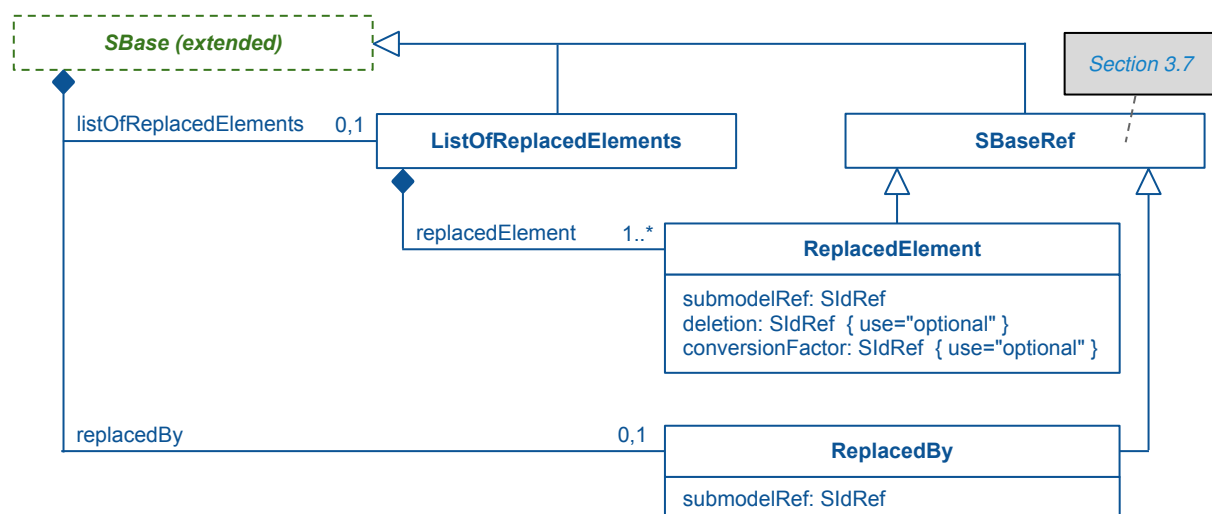 SBase (extended)
Section 3.7
listOfReplacedElements 0,1
ListOfReplacedElements
SBaseRef
replacedElement 1..*
ReplacedElement
submodelRef: SIdRef
deletion: SIdRef { use="optional" }
conversionFactor: SIdRef { use="optional" }
replacedBy 0,1
ReplacedBy
submodelRef: SIdRef